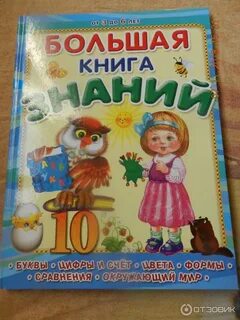 от 3 до 6 лет
БОЛЬШАЯ
КНИГА
ЗНАНИЙ
10
• БУКВЫ • ЦИФРЫ И СЧЁТ • ЦВЕТА • ФОРМЫ •
• СРАВНЕНИЯ • ОКРУЖАЮЩИЙ МИР •
ОТЗОВИК